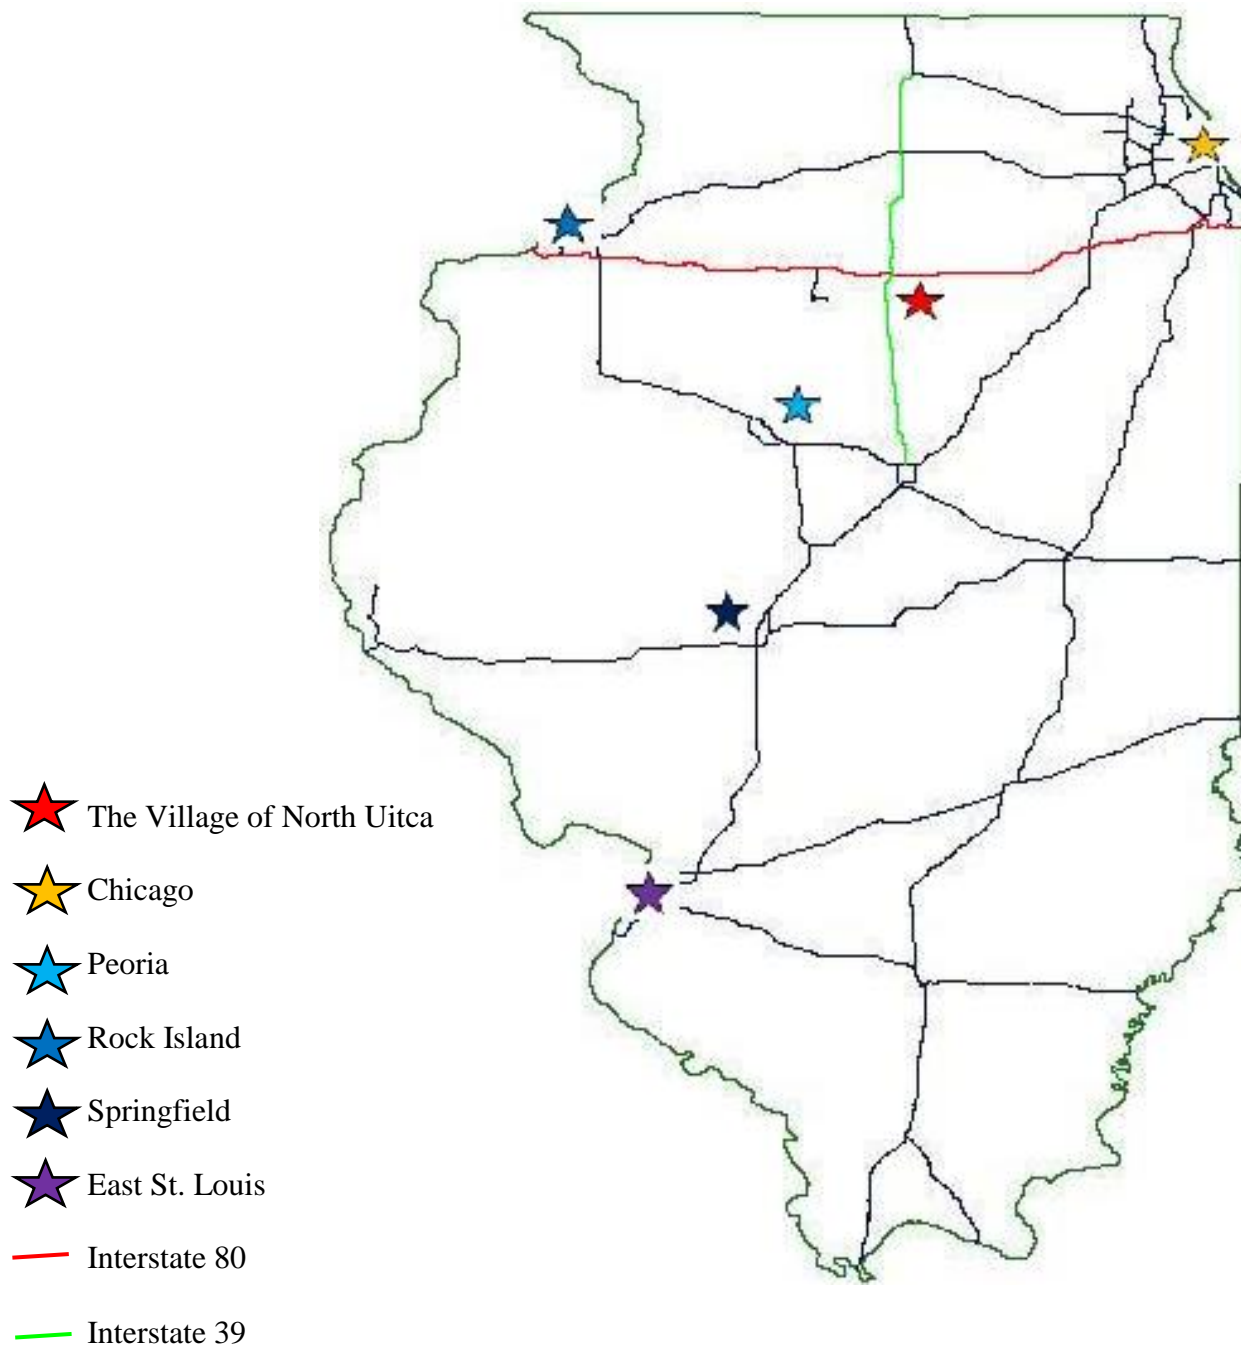 The Village of North Uitca
Chicago
Peoria
Rock Island
Springfield
East St. Louis
Interstate 80
Interstate 39